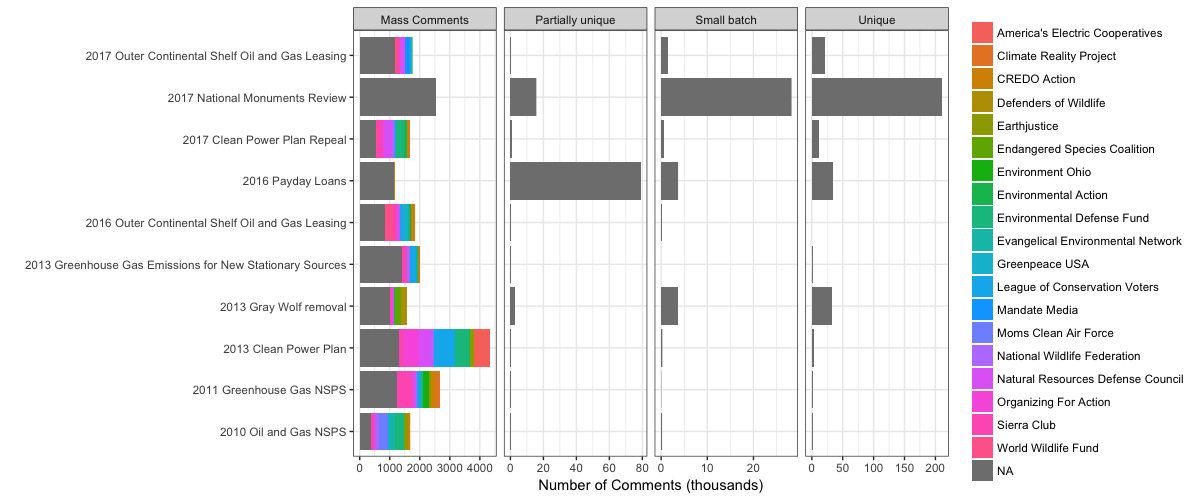 Mass Comments
Partially unique
Small batch
Unique
2017 Outer Continental Shelf Oil and Gas Leasing
2017 National Monuments Review
2017 Clean Power Plan Repeal
2016 Payday Loans
2016 Outer Continental Shelf Oil and Gas Leasing
2013 Greenhouse Gas Emissions for New Stationary Sources
2013 Gray Wolf removal
2013 Clean Power Plan
2011 Greenhouse Gas NSPS
2010 Oil and Gas NSPS
0 1000 2000 3000 4000
0 20 40 60 80
0 10 20
0 50 100 150 200
Number of Comments (thousands)
America's Electric Cooperatives
Climate Reality Project
CREDO Action
Defenders of Wildlife
Earthjustice
Endangered Species Coalition
Environment Ohio
Environmental Action
Environmental Defense Fund
Evangelical Environmental Network
Greenpeace USA
League of Conservation Voters
Mandate Media
Moms Clean Air Force
National Wildlife Federation
Natural Resources Defense Council
Organizing For Action
Sierra Club
World Wildlife Fund
NA